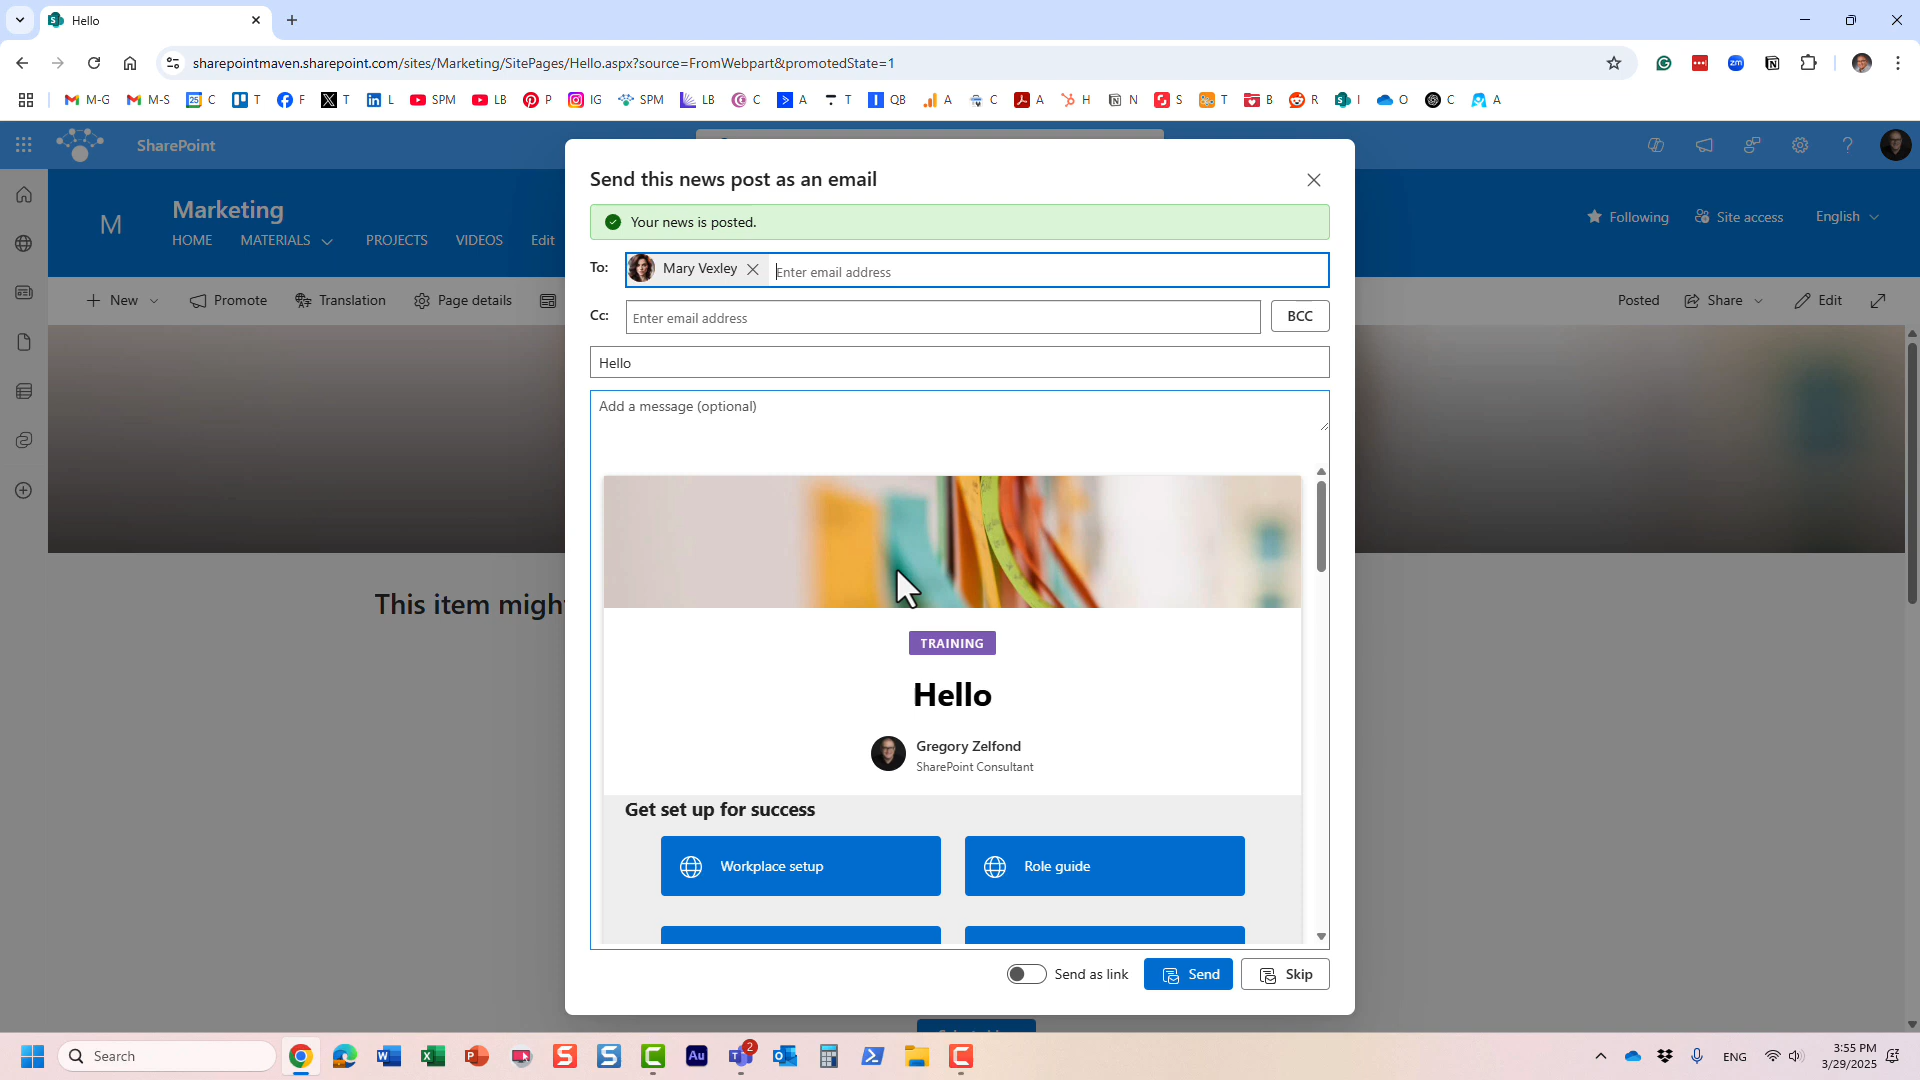 Hello
sharepointmaven.sharepoint.com/sites/Marketing/SitePages/Hello.aspx?source=FromWebpart&promotedState=1
M-G M-S C T F T L SPM LB P IG SPM LB C A T QB A C A H N S T B R I O C A
SharePoint
M
Marketing
Following Site access English
HOME MATERIALS PROJECTS VIDEOS Edit
New Promote Translation Page details
Posted Share Edit
This item migh
Send this news post as an email
Your news is posted.
To: Mary Vexley Enter email address
Cc: Enter email address BCC
Hello
Add a message (optional)
TRAINING
Hello
Gregory Zelfond
SharePoint Consultant
Get set up for success
Workplace setup Role guide
Send as link Send Skip
Search
2
ENG
3:55 PM
3/29/2025